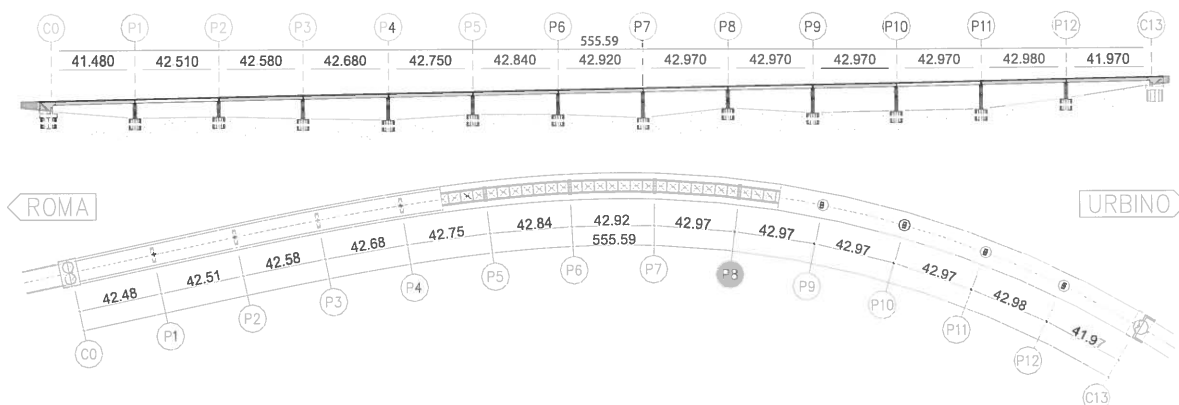 C0 P1 P2 P3 P4 P5 P6 P7 P8 P9 P10 P11 P12 C13
555.59
41.480 42 510 42 580 42.680 42.750 42.840 42.920 42.970 42.970 42.970 42.970 42.980 41.970
ROMA
URBINO
42.48 42.51 42.58 42.68 42.75 42.84 42.92 42.97 42.97 42.97 42.97 42.98 41.97
555.59
C0 P1 P2 P3 P4 P5 P6 P7 P8 P9 P10 P11 P12 C13